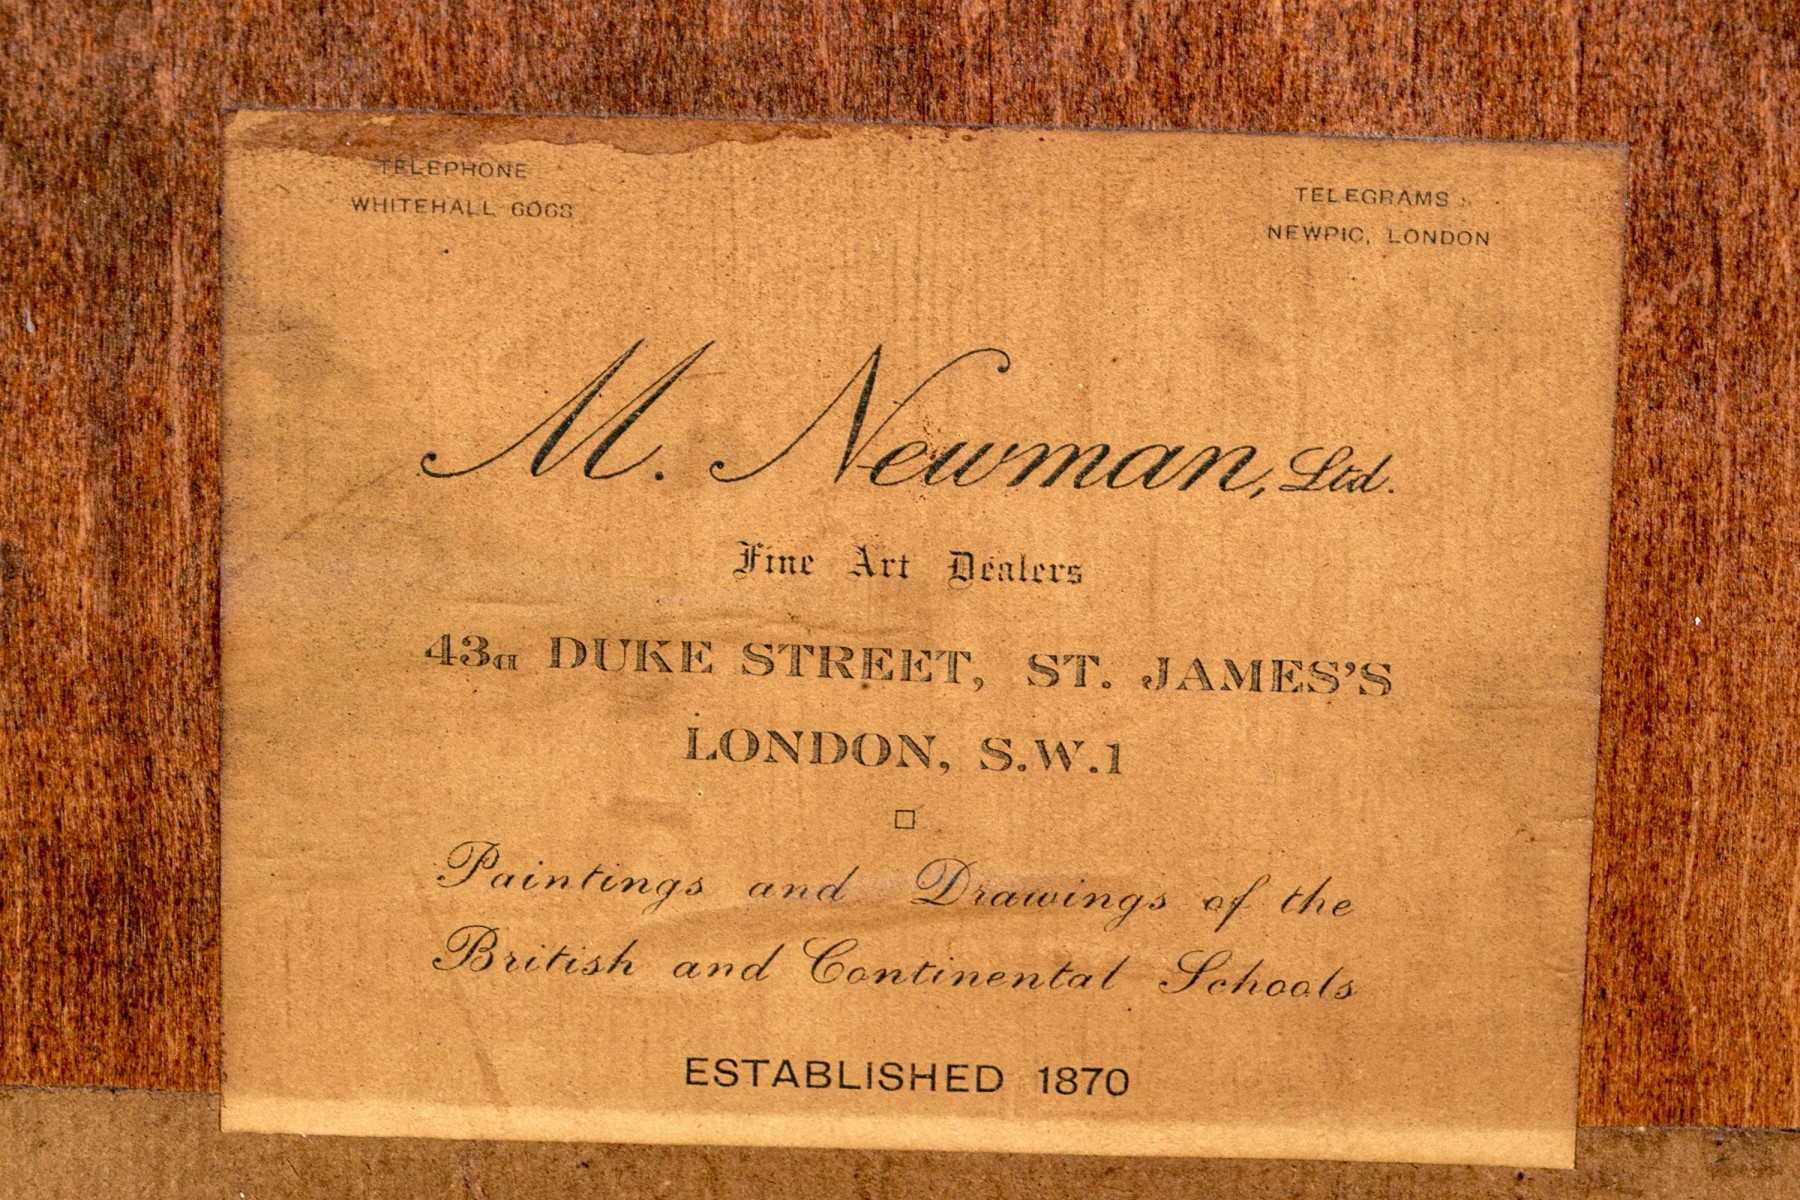 TELEPHONE
WHITEHALL 6068
TELEGRAMS :
NEWPIC, LONDON
M. Newman, Ltd.
Fine Art Dealers
43a DUKE STREET, ST. JAMES'S
LONDON, S.W.1
Paintings and Drawings of the
British and Continental Schools
ESTABLISHED 1870